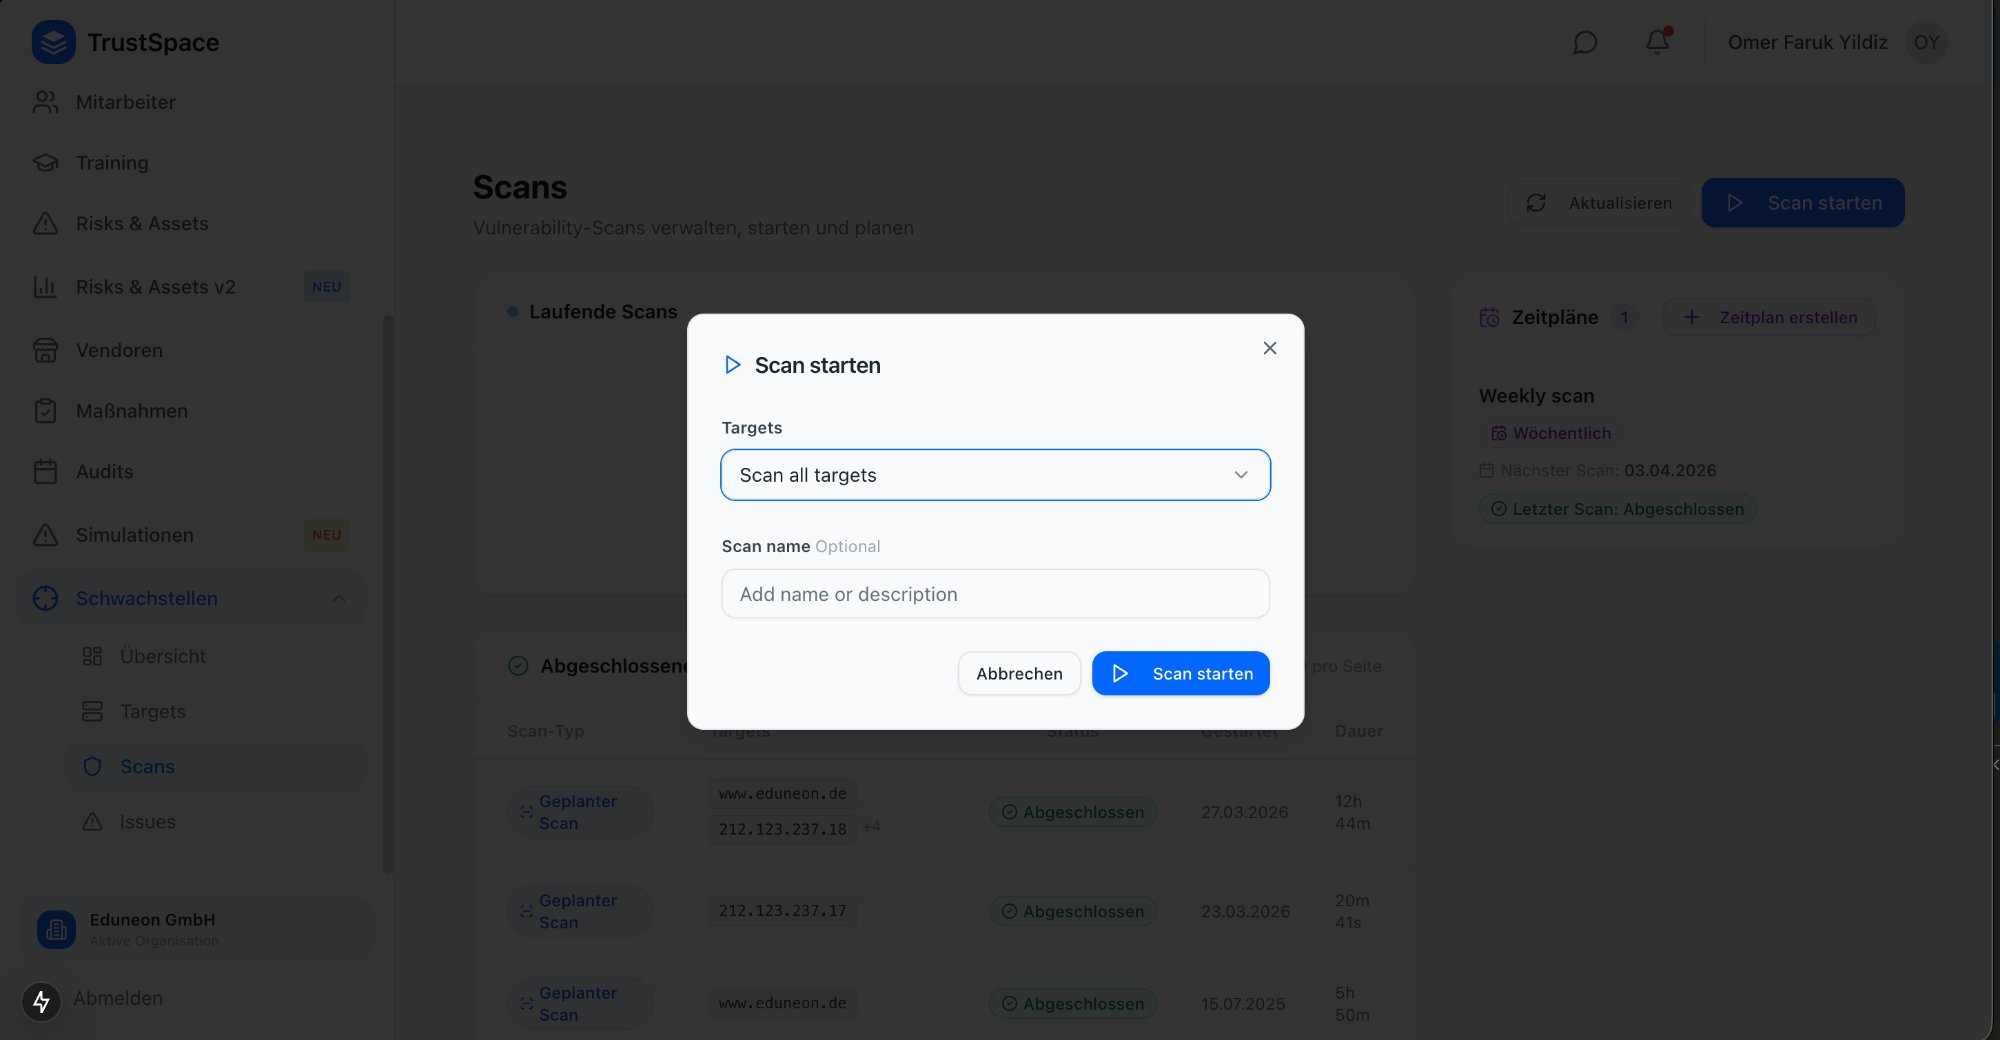 TrustSpace
Omer Faruk Yildiz
OY
Mitarbeiter
Training
Risks & Assets
Risks & Assets v2
NEU
Vendoren
Maßnahmen
Audits
Simulationen
NEU
Schwachstellen
Übersicht
Targets
Scans
Issues
Eduneon GmbH
Aktive Organisation
Abmelden
Scans
Vulnerability-Scans verwalten, starten und planen
Aktualisieren
Scan starten
Laufende Scans
Zeitpläne
1
Zeitplan erstellen
Weekly scan
Wöchentlich
Nächster Scan: 03.04.2026
Letzter Scan: Abgeschlossen
Scan starten
Targets
Scan all targets
Scan name Optional
Add name or description
Abbrechen
Scan starten
Abgeschlossene
pro Seite
Scan-Typ
Targets
Status
Gestartet
Dauer
Geplanter
Scan
www.eduneon.de
212.123.237.18
+4
Abgeschlossen
27.03.2026
12h
44m
Geplanter
Scan
212.123.237.17
Abgeschlossen
23.03.2026
20m
41s
Geplanter
Scan
www.eduneon.de
Abgeschlossen
15.07.2025
5h
50m